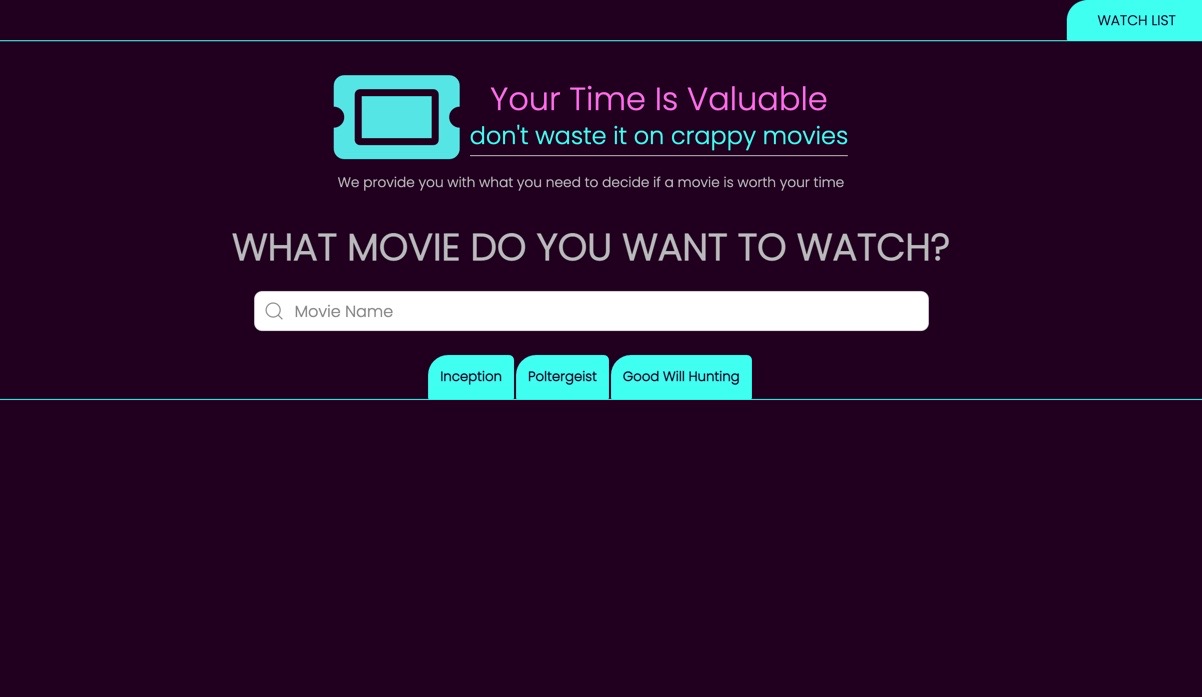 WATCH LIST
Your Time Is Valuable
don't waste it on crappy movies
We provide you with what you need to decide if a movie is worth your time
WHAT MOVIE DO YOU WANT TO WATCH?
Movie Name
Inception Poltergeist Good Will Hunting